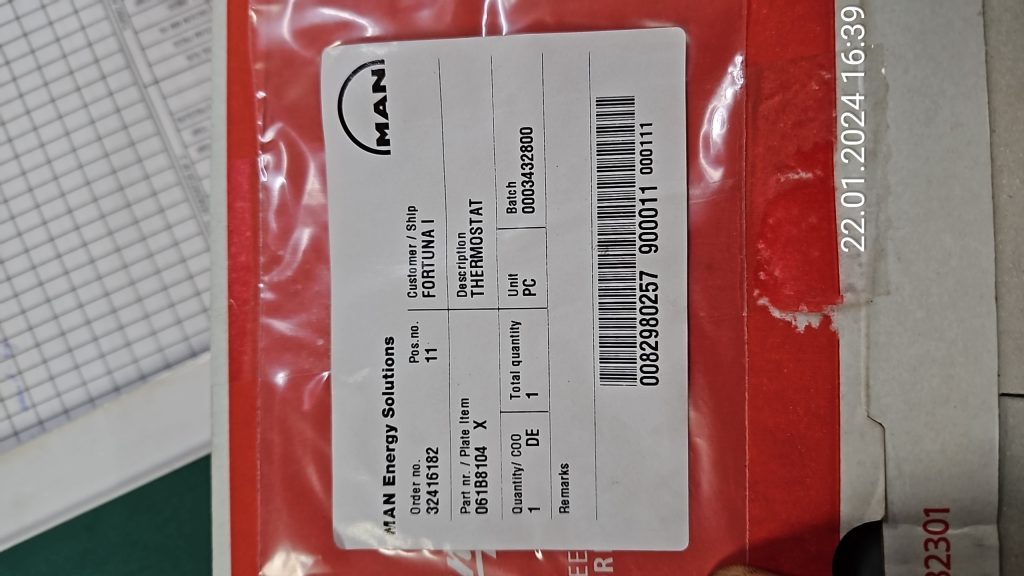 MAN
MAN Energy Solutions
Order no. Pos.no. Customer / Ship
32416182 11 FORTUNA I
Part nr. / Plate Item Description
061B8104 X THERMOSTAT
Quantity/ COO Total quantity Unit Batch
1 DE 1 PC 0003432800
Remarks
0082980257 900011 000111
22301
22.01.2024 16:39